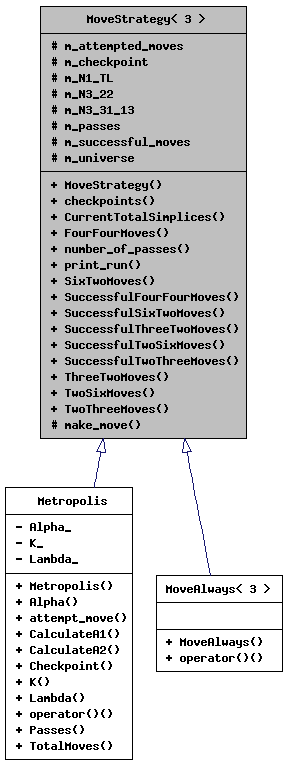 MoveStrategy< 3 >
# m_attempted_moves
# m_checkpoint
# m_N1_TL
# m_N3_22
# m_N3_31_13
# m_passes
# m_successful_moves
# m_universe
+ MoveStrategy()
+ checkpoints()
+ CurrentTotalSimplices()
+ FourFourMoves()
+ number_of_passes()
+ print_run()
+ SixTwoMoves()
+ SuccessfulFourFourMoves()
+ SuccessfulSixTwoMoves()
+ SuccessfulThreeTwoMoves()
+ SuccessfulTwoSixMoves()
+ SuccessfulTwoThreeMoves()
+ ThreeTwoMoves()
+ TwoSixMoves()
+ TwoThreeMoves()
# make_move()
Metropolis
- Alpha_
- K_
- Lambda_
+ Metropolis()
+ Alpha()
+ attempt_move()
+ CalculateA1()
+ CalculateA2()
+ Checkpoint()
+ K()
+ Lambda()
+ operator()()
+ Passes()
+ TotalMoves()
MoveAlways< 3 >
+ MoveAlways()
+ operator()()